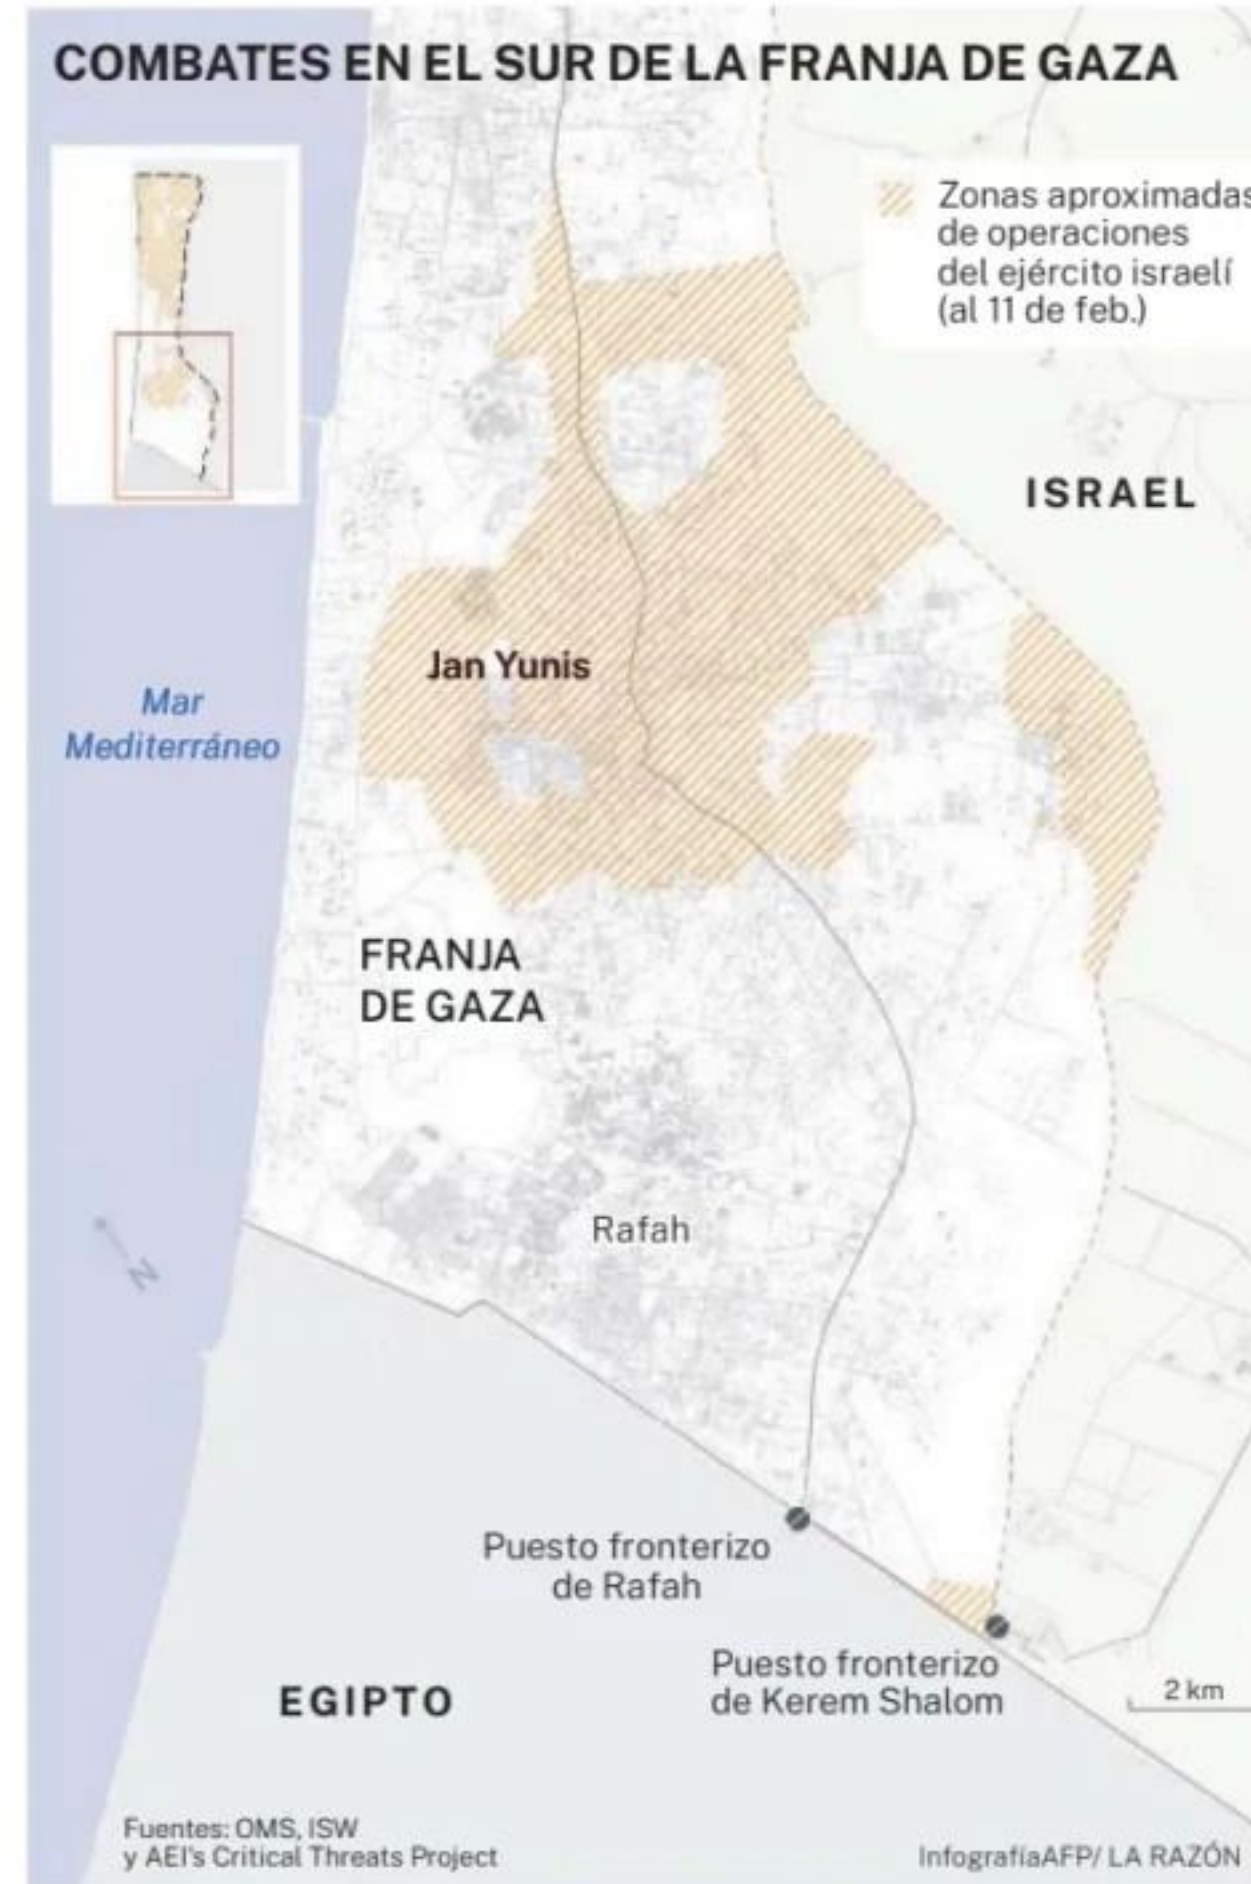 COMBATES EN EL SUR DE LA FRANJA DE GAZA
Zonas aproximadas
de operaciones
del ejército israelí
(al 11 de feb.)
ISRAEL
Jan Yunis
Mar
Mediterráneo
FRANJA
DE GAZA
Rafah
N
Puesto fronterizo
de Rafah
Puesto fronterizo
de Kerem Shalom
EGIPTO
2 km
Fuentes: OMS, ISW
y AEI's Critical Threats Project
InfografíaAFP/ LA RAZÓN